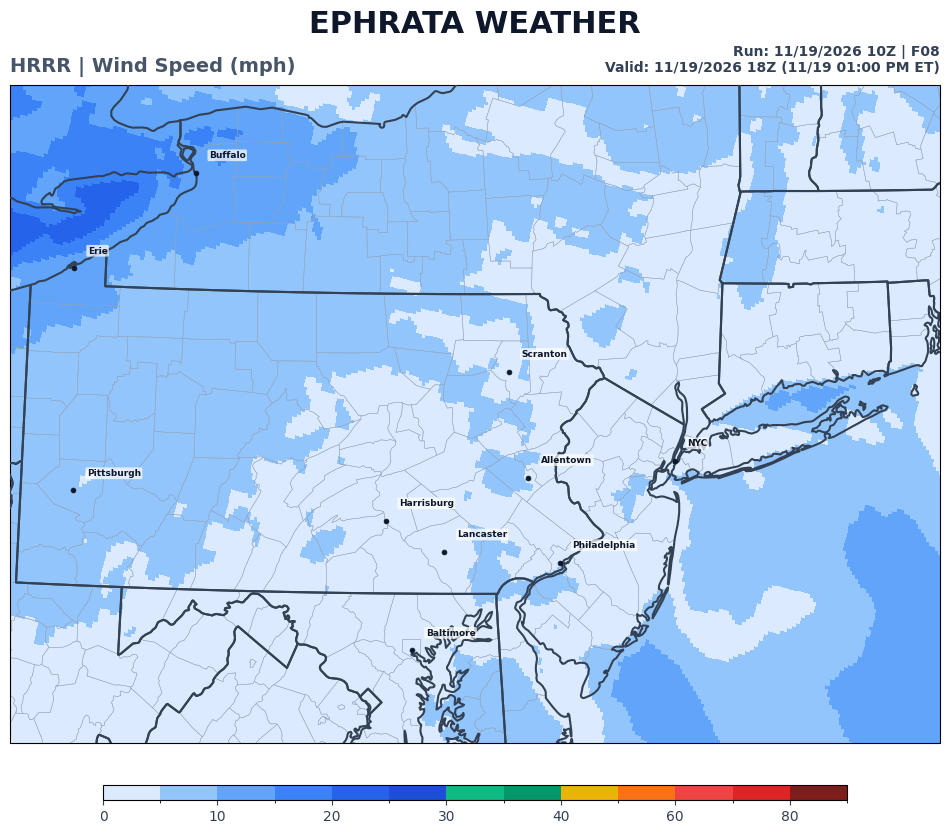 EPHRATA WEATHER
HRRR | Wind Speed (mph)
Run: 11/19/2026 10Z | F08
Valid: 11/19/2026 18Z (11/19 01:00 PM ET)
Buffalo
Erie
Scranton
NYC
Allentown
Pittsburgh
Harrisburg
Lancaster
Philadelphia
Baltimore
0 10 20 30 40 60 80